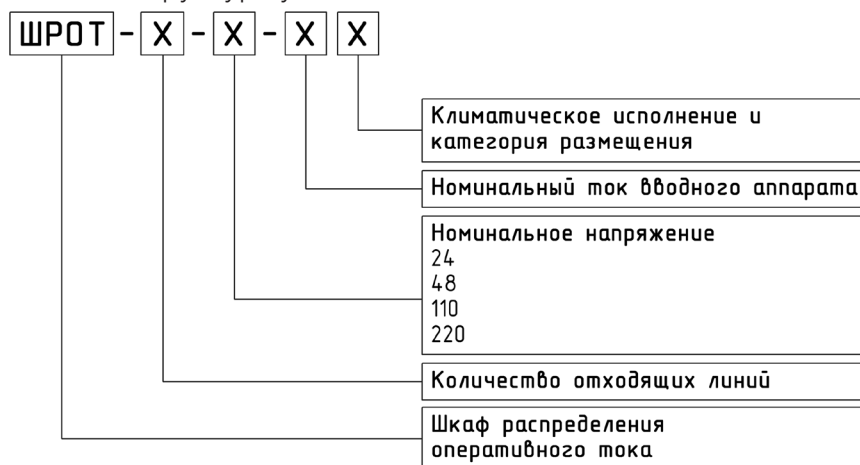 ШРОТ - X - X - X X
Климатическое исполнение и
категория размещения
Номинальный ток вводного аппарата
Номинальное напряжение
24
48
110
220
Количество отходящих линий
Шкаф распределения
оперативного тока